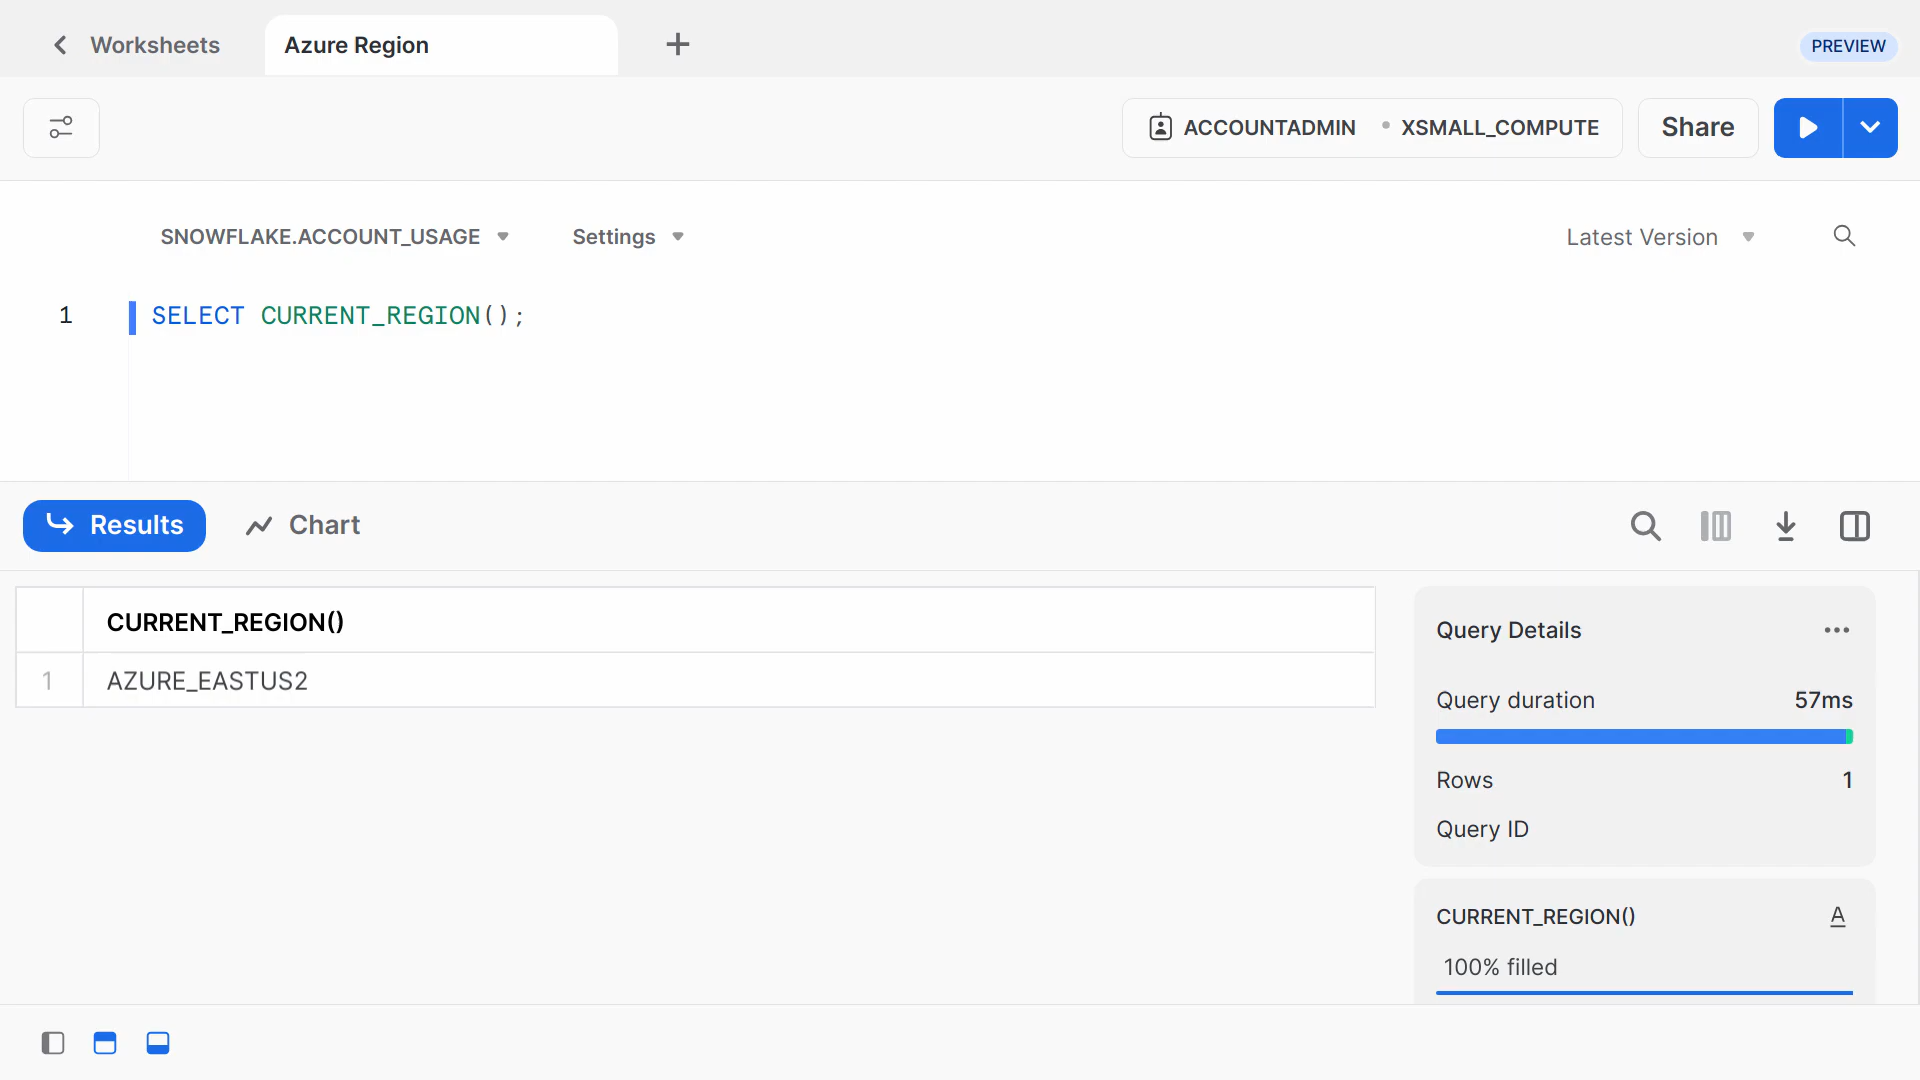 Worksheets
Azure Region
+
PREVIEW
ACCOUNTADMIN • XSMALL_COMPUTE
Share
SNOWFLAKE.ACCOUNT_USAGE
Settings
Latest Version
1 SELECT CURRENT_REGION();
Results
Chart
CURRENT_REGION()
1 AZURE_EASTUS2
Query Details
...
Query duration 57ms
Rows 1
Query ID
CURRENT_REGION() A
100% filled